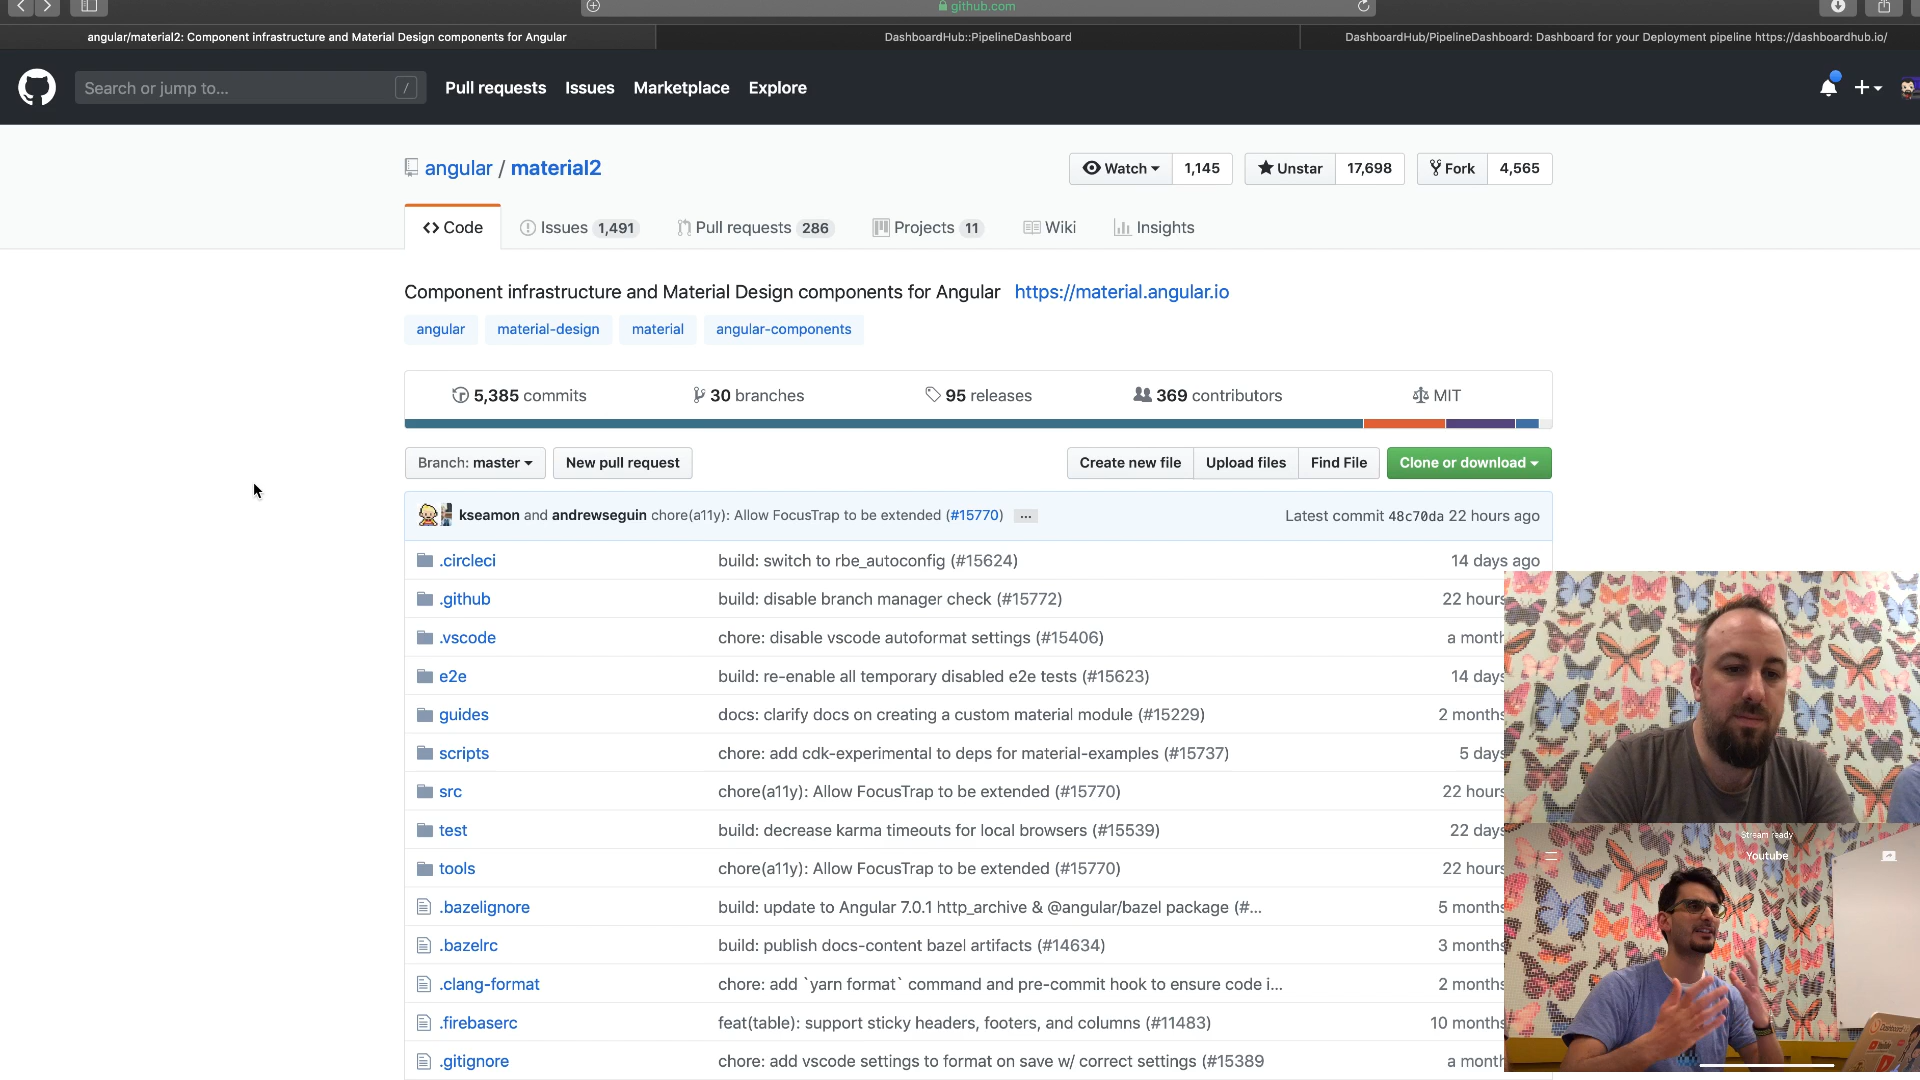 github.com
angular/material2: Component infrastructure and Material Design components for Angular
DashboardHub::PipelineDashboard
DashboardHub/PipelineDashboard: Dashboard for your Deployment pipeline https://dashboardhub.io/
Search or jump to... /
Pull requests Issues Marketplace Explore
angular / material2
Watch 1,145 Unstar 17,698 Fork 4,565
Code Issues 1,491 Pull requests 286 Projects 11 Wiki Insights
Component infrastructure and Material Design components for Angular https://material.angular.io
angular material-design material angular-components
5,385 commits 30 branches 95 releases 369 contributors MIT
Branch: master New pull request Create new file Upload files Find File Clone or download
kseamon and andrewseguin chore(a11y): Allow FocusTrap to be extended (#15770) ... Latest commit 48c70da 22 hours ago
.circleci build: switch to rbe_autoconfig (#15624) 14 days ago
.github build: disable branch manager check (#15772) 22 hours
.vscode chore: disable vscode autoformat settings (#15406) a month
e2e build: re-enable all temporary disabled e2e tests (#15623) 14 days
guides docs: clarify docs on creating a custom material module (#15229) 2 months
scripts chore: add cdk-experimental to deps for material-examples (#15737) 5 days
src chore(a11y): Allow FocusTrap to be extended (#15770) 22 hours
test build: decrease karma timeouts for local browsers (#15539) 22 days
tools chore(a11y): Allow FocusTrap to be extended (#15770) 22 hours
.bazelignore build: update to Angular 7.0.1 http_archive & @angular/bazel package (#... 5 months
.bazelrc build: publish docs-content bazel artifacts (#14634) 3 months
.clang-format chore: add `yarn format` command and pre-commit hook to ensure code i... 2 months
.firebaserc feat(table): support sticky headers, footers, and columns (#11483) 10 months
.gitignore chore: add vscode settings to format on save w/ correct settings (#15389 a month
Stream ready
Youtube